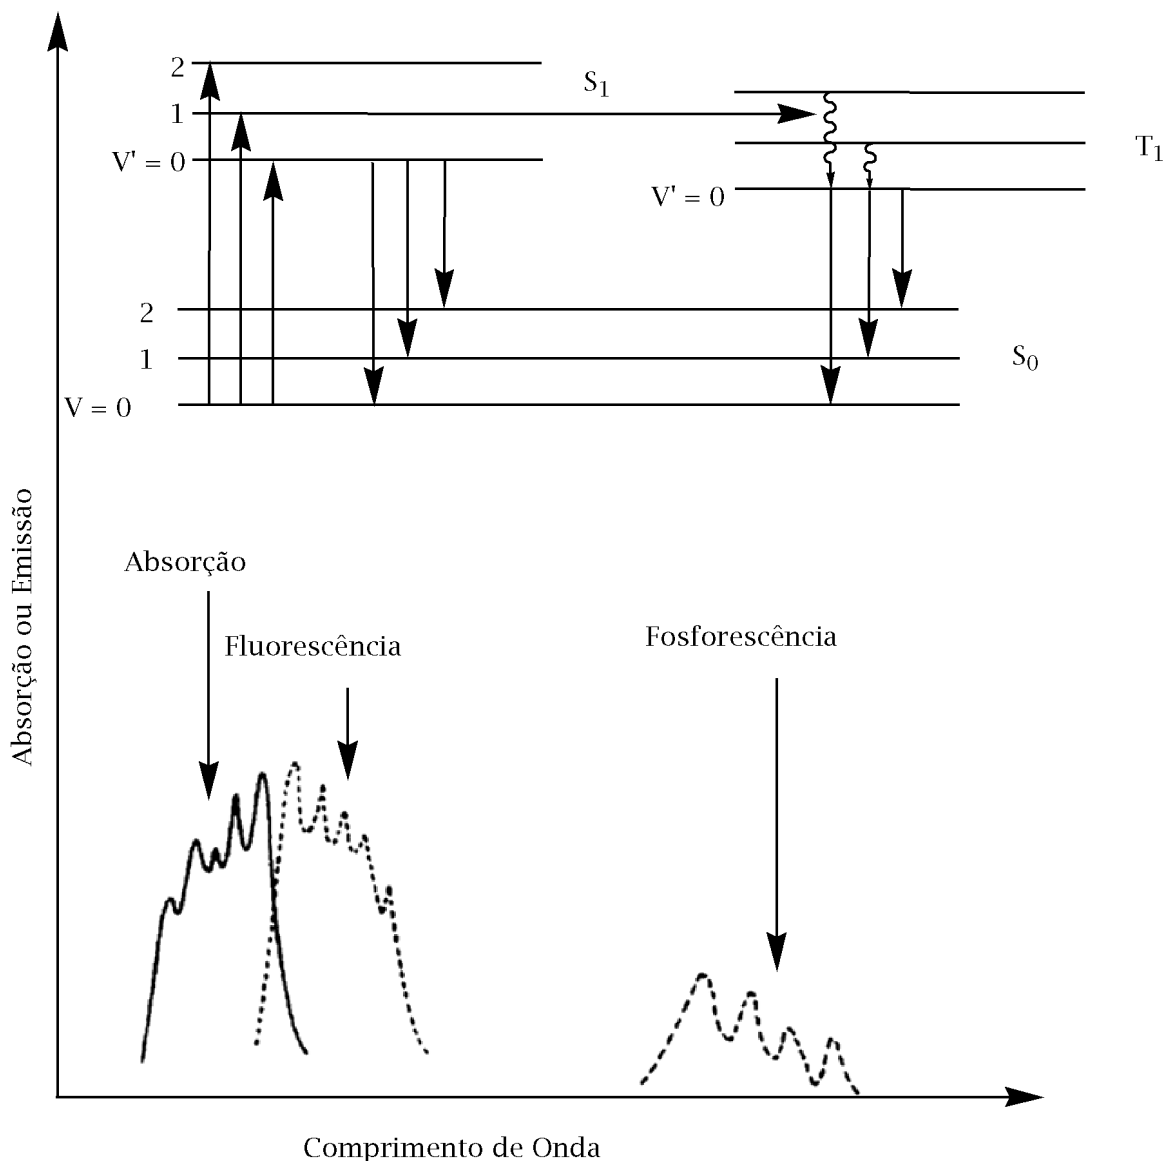 2
S1
1
T1
V' = 0
V' = 0
2
1
S0
V = 0
Absorção ou Emissão
Absorção
Fluorescência
Fosforescência
Comprimento de Onda